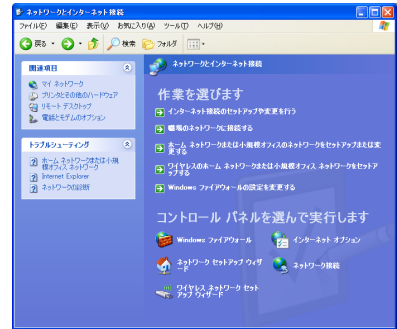 ネットワークとインターネット接続
ファイル(F) 編集(E) 表示(V) お気に入り(A) ツール(T) ヘルプ(H)
戻る 検索 フォルダ
関連項目
マイ ネットワーク
プリンタとその他のハードウェア
リモート デスクトップ
電話とモデムのオプション
トラブルシューティング
ホーム ネットワークまたは小規
模オフィス ネットワーク
Internet Explorer
ネットワークの診断
ネットワークとインターネット接続
作業を選びます
インターネット接続のセットアップや変更を行う
職場のネットワークに接続する
ホーム ネットワークまたは小規模オフィスのネットワークをセットアップまたは変
更する
ワイヤレスのホーム ネットワークまたは小規模オフィス ネットワークをセットア
ップする
Windows ファイアウォールの設定を変更する
コントロール パネルを選んで実行します
Windows ファイアウォール
インターネット オプション
ネットワーク セットアップ ウィザ
ード
ネットワーク接続
ワイヤレス ネットワーク セット
アップ ウィザード